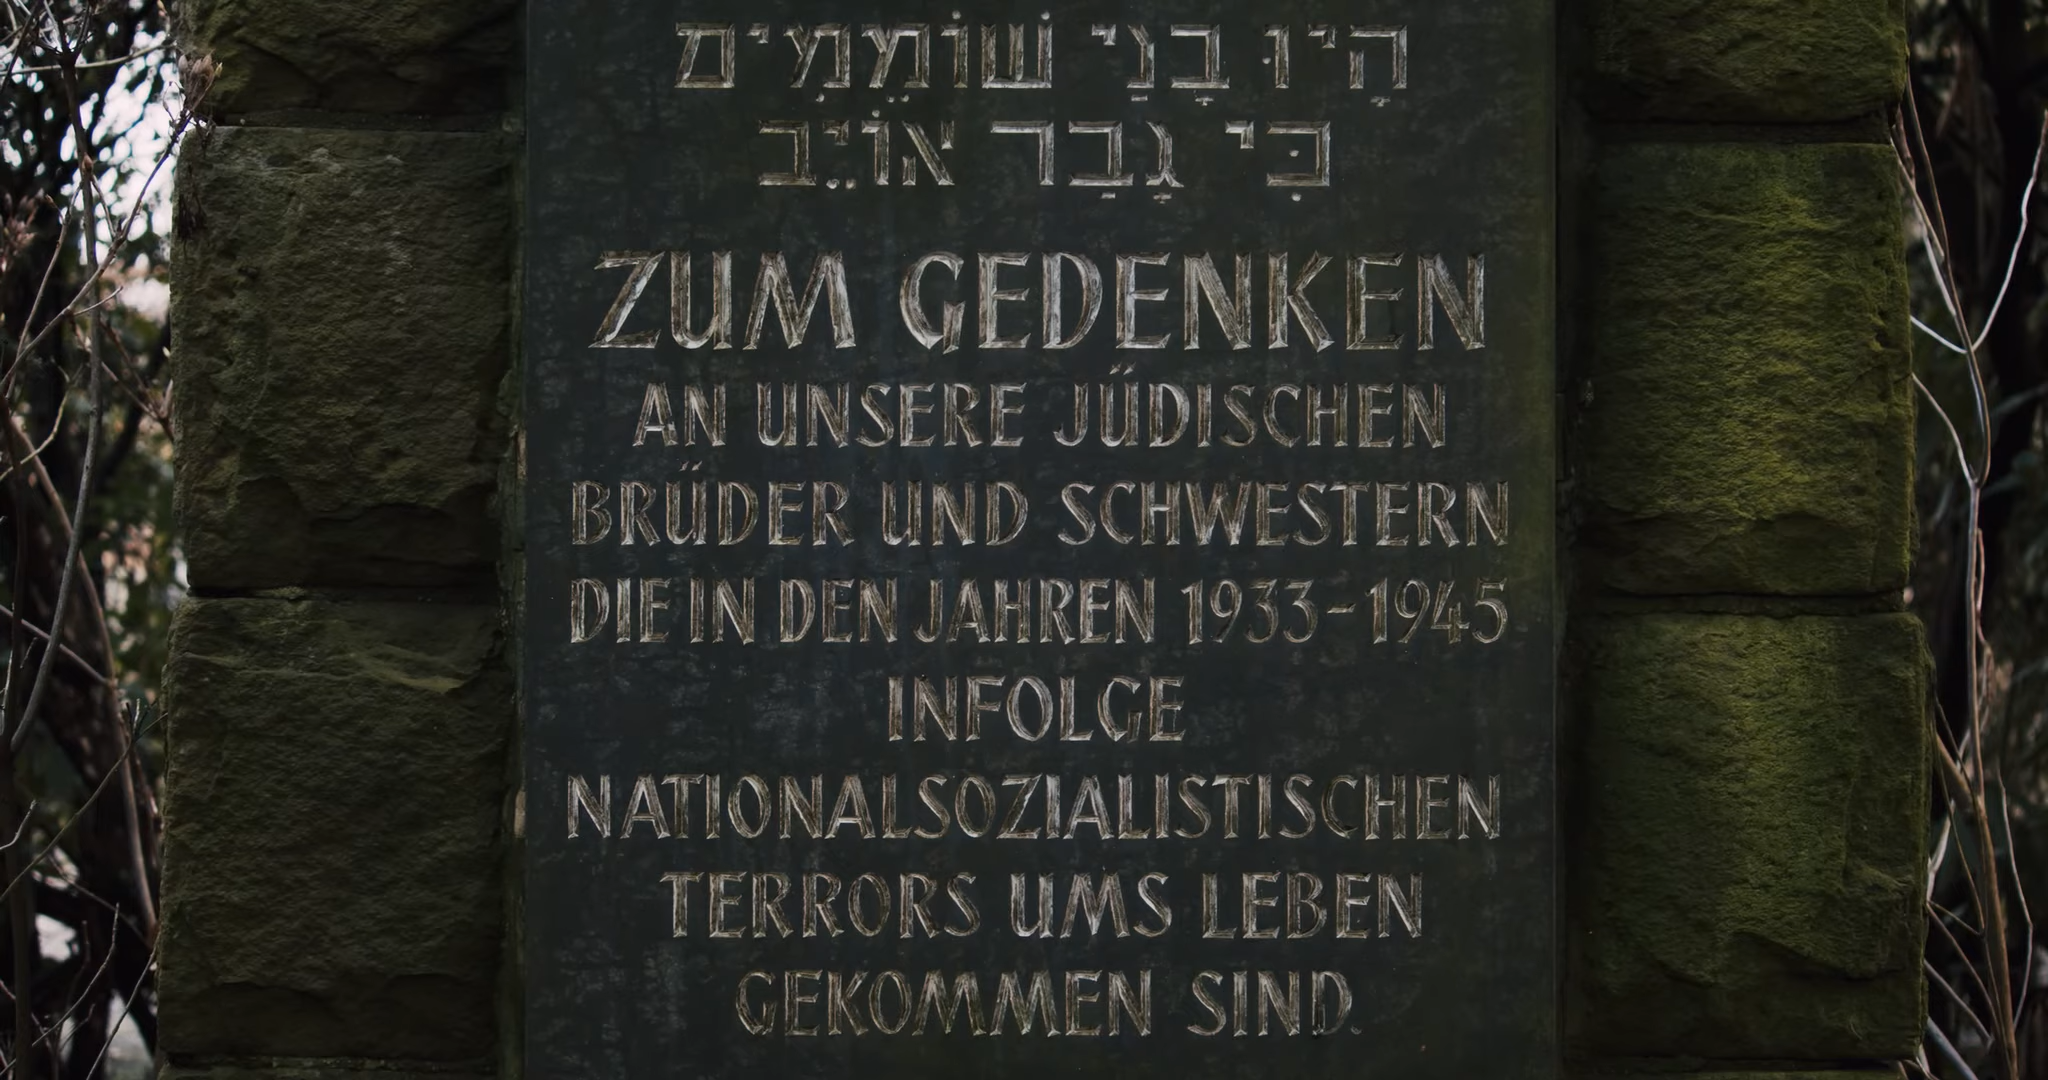 הָיוּ בָנַי שׁוֹמֵמִים
כִּי גָבַר אוֹיֵב
ZUM GEDENKEN
AN UNSERE JÜDISCHEN
BRÜDER UND SCHWESTERN
DIE IN DEN JAHREN 1933-1945
INFOLGE
NATIONALSOZIALISTISCHEN
TERRORS UMS LEBEN
GEKOMMEN SIND.